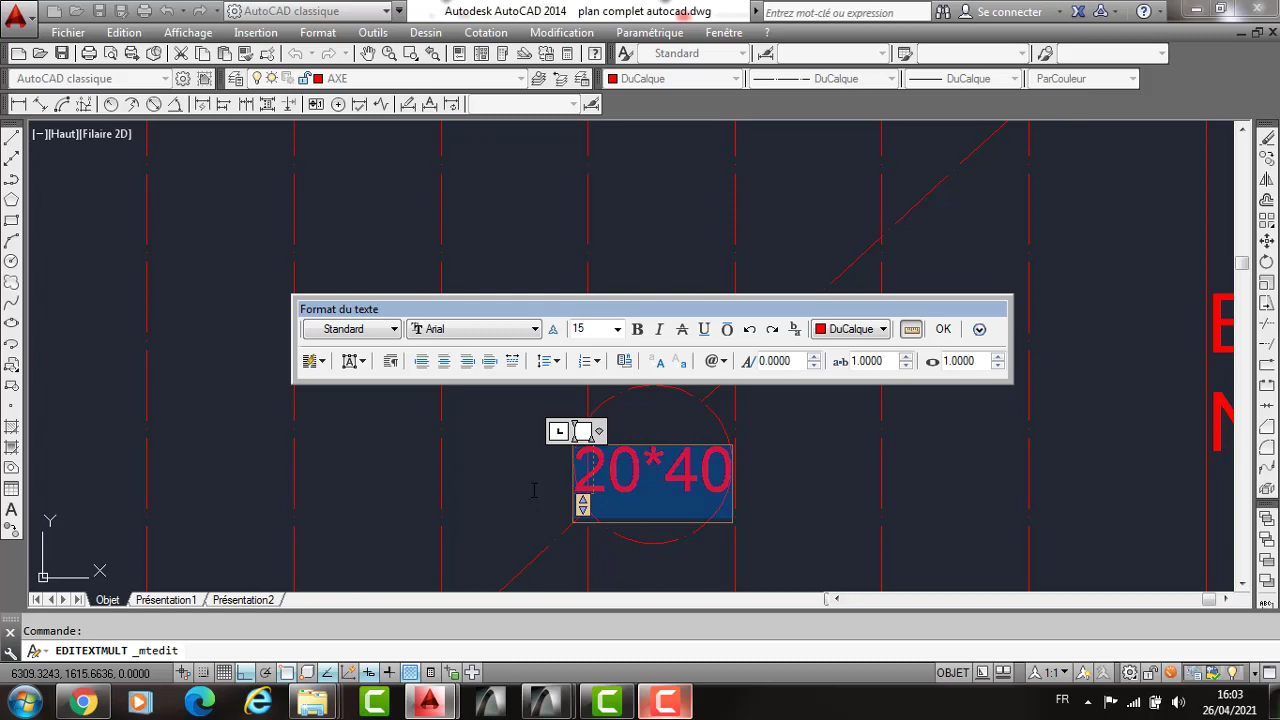 AutoCAD classique
Autodesk AutoCAD 2014 plan complet autocad.dwg
Entrez mot-clé ou expression
Se connecter
Fichier Edition Affichage Insertion Format Outils Dessin Cotation Modification Paramétrique Fenêtre ?
Standard
AutoCAD classique AXE DuCalque DuCalque DuCalque ParCouleur
[−][Haut][Filaire 2D]
Format du texte
Standard Arial 15 B I A U O DuCalque OK
@ 0.0000 a·b 1.0000 1.0000
20*40
E
N
Y
X
Objet Présentation1 Présentation2
Commande:
EDITEXTMULT _mtedit
6309.3243, 1615.6636, 0.0000 OBJET 1:1
FR 16:03
26/04/2021